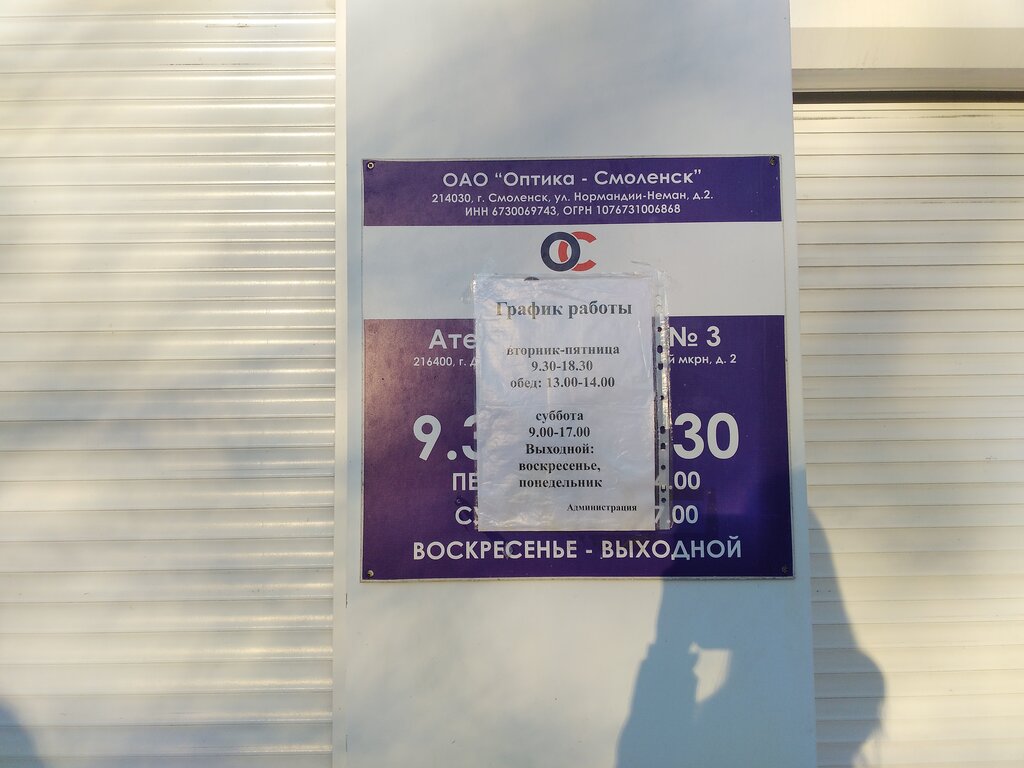 ОАО “Оптика - Смоленск”
214030, г. Смоленск, ул. Нормандии-Неман, д.2.
ИНН 6730069743, ОГРН 1076731006868
ОС
График работы
вторник-пятница
9.30-18.30
обед: 13.00-14.00
суббота
9.00-17.00
Выходной:
воскресенье,
понедельник
Администрация
№ 3
216400, г. мкрн, д. 2
9.3 30
.00
7.00
ВОСКРЕСЕНЬЕ - ВЫХОДНОЙ